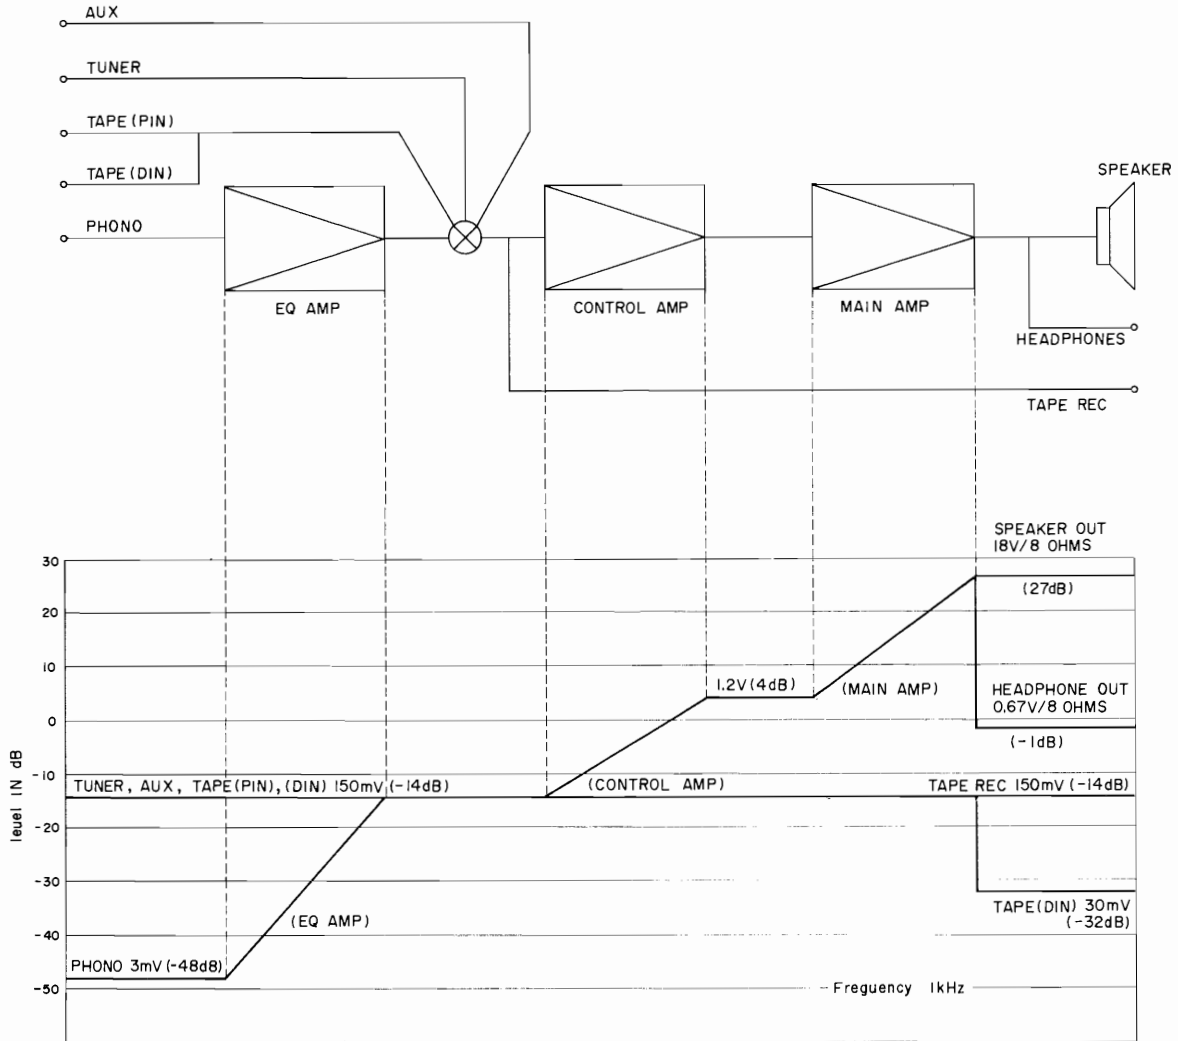 AUX
TUNER
TAPE(PIN)
TAPE(DIN)
PHONO
EQ AMP
CONTROL AMP
MAIN AMP
SPEAKER
HEADPHONES
TAPE REC
SPEAKER OUT
18V/8 OHMS
(27dB)
30
20
10
0
-10
-20
-30
-40
-50
leuel IN dB
1.2V(4dB)
(MAIN AMP)
HEADPHONE OUT
0.67V/8 OHMS
(-1dB)
TUNER, AUX, TAPE(PIN),(DIN) 150mV(-14dB)
(CONTROL AMP)
TAPE REC 150mV(-14dB)
(EQ AMP)
TAPE(DIN) 30mV
(-32dB)
PHONO 3mV(-48dB)
Freguency 1kHz